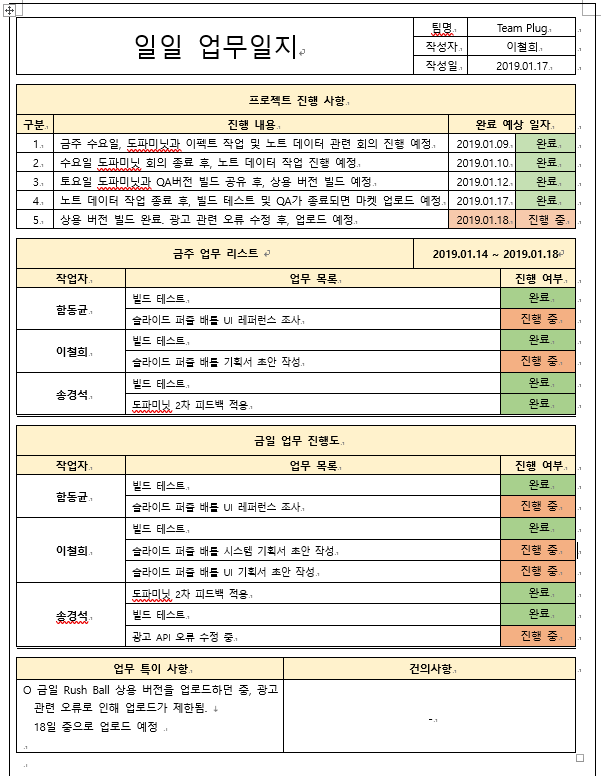 일일 업무일지
팀명 Team Plug.
작성자 이철희
작성일 2019.01.17
프로젝트 진행 사항
구분 진행 내용 완료 예상 일자
1 금주 수요일, 도파미닛과 이펙트 작업 및 노트 데이터 관련 회의 진행 예정 2019.01.09 완료
2 수요일 도파미닛 회의 종료 후, 노트 데이터 작업 진행 예정 2019.01.10 완료
3 토요일 도파미닛과 QA버전 빌드 공유 후, 상용 버전 빌드 예정 2019.01.12 완료
4 노트 데이터 작업 종료 후, 빌드 테스트 및 QA가 종료되면 마켓 업로드 예정 2019.01.17 완료
5 상용 버전 빌드 완료. 광고 관련 오류 수정 후, 업로드 예정 2019.01.18 진행 중
금주 업무 리스트 2019.01.14 ~ 2019.01.18
작업자 업무 목록 진행 여부
함동균 빌드 테스트 완료
슬라이드 퍼즐 배틀 UI 레퍼런스 조사 진행 중
이철희 빌드 테스트 완료
슬라이드 퍼즐 배틀 기획서 초안 작성 진행 중
송경석 빌드 테스트 완료
도파미닛 2차 피드백 적용 완료
금일 업무 진행도
작업자 업무 목록 진행 여부
함동균 빌드 테스트 완료
슬라이드 퍼즐 배틀 UI 레퍼런스 조사 진행 중
이철희 빌드 테스트 완료
슬라이드 퍼즐 배틀 시스템 기획서 초안 작성 진행 중
슬라이드 퍼즐 배틀 UI 기획서 초안 작성 진행 중
송경석 도파미닛 2차 피드백 적용 완료
빌드 테스트 완료
광고 API 오류 수정 중 진행 중
업무 특이 사항 건의사항
O 금일 Rush Ball 상용 버전을 업로드하던 중, 광고
관련 오류로 인해 업로드가 제한됨.
18일 중으로 업로드 예정
-